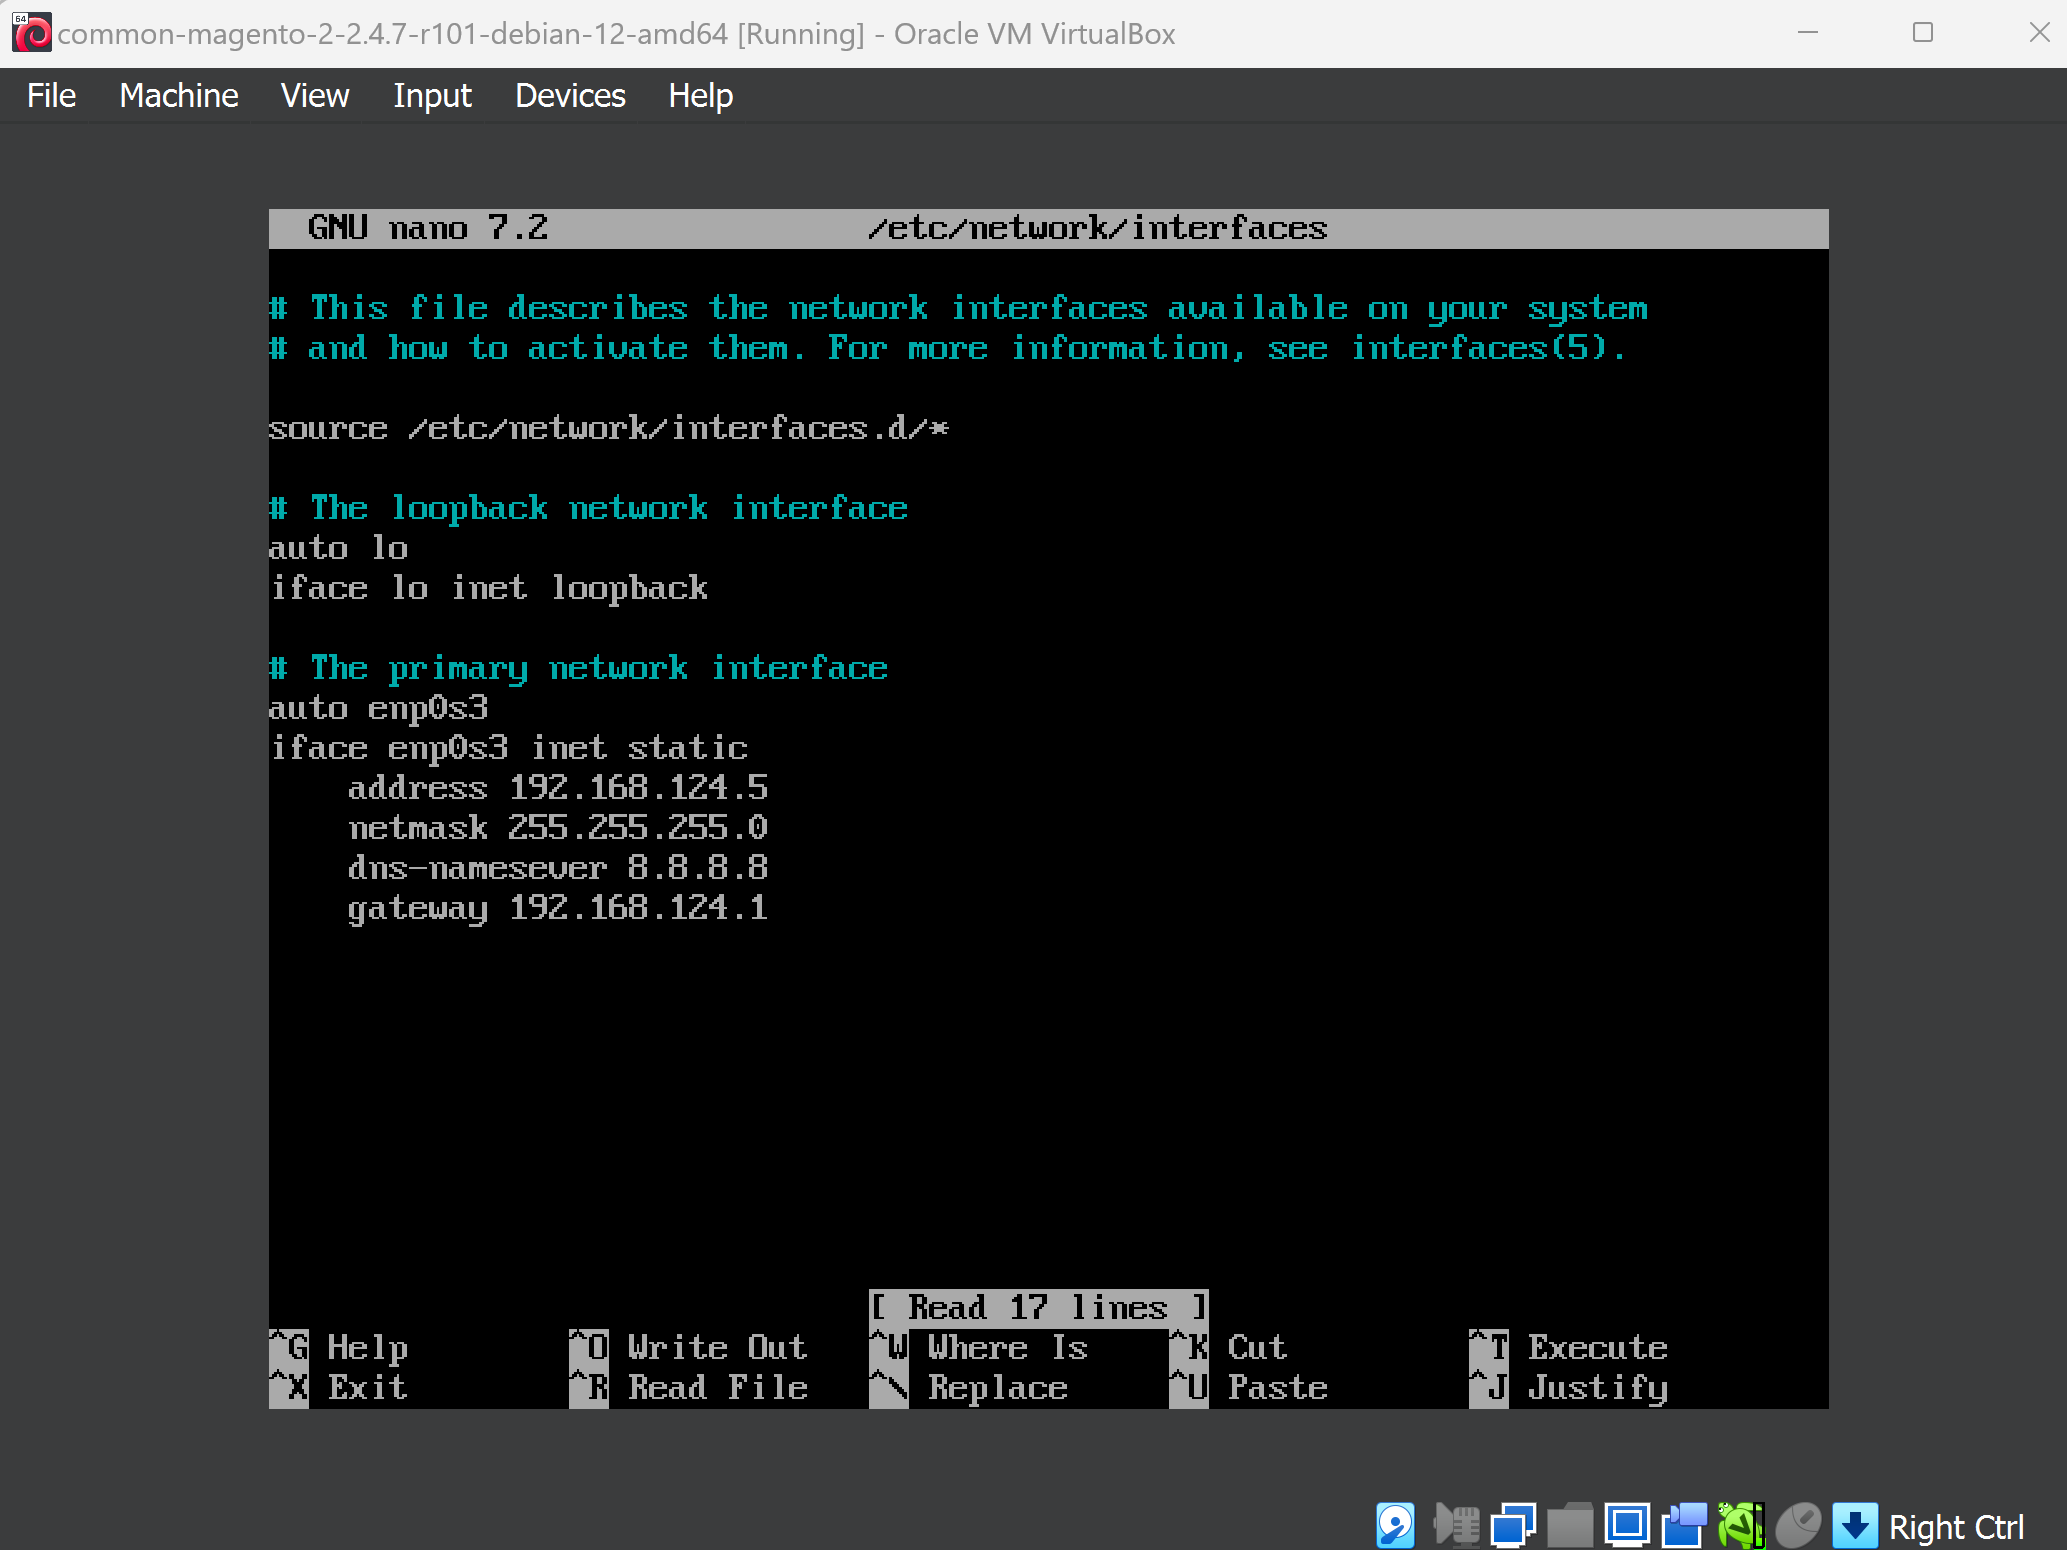 64
common-magento-2-2.4.7-r101-debian-12-amd64 [Running] - Oracle VM VirtualBox
File Machine View Input Devices Help
GNU nano 7.2 /etc/network/interfaces
# This file describes the network interfaces available on your system
# and how to activate them. For more information, see interfaces(5).
source /etc/network/interfaces.d/*
# The loopback network interface
auto lo
iface lo inet loopback
# The primary network interface
auto enp0s3
iface enp0s3 inet static
address 192.168.124.5
netmask 255.255.255.0
dns-namesever 8.8.8.8
gateway 192.168.124.1
[ Read 17 lines ]
^G Help ^O Write Out ^W Where Is ^K Cut ^T Execute
^X Exit ^R Read File ^\ Replace ^U Paste ^J Justify
Right Ctrl